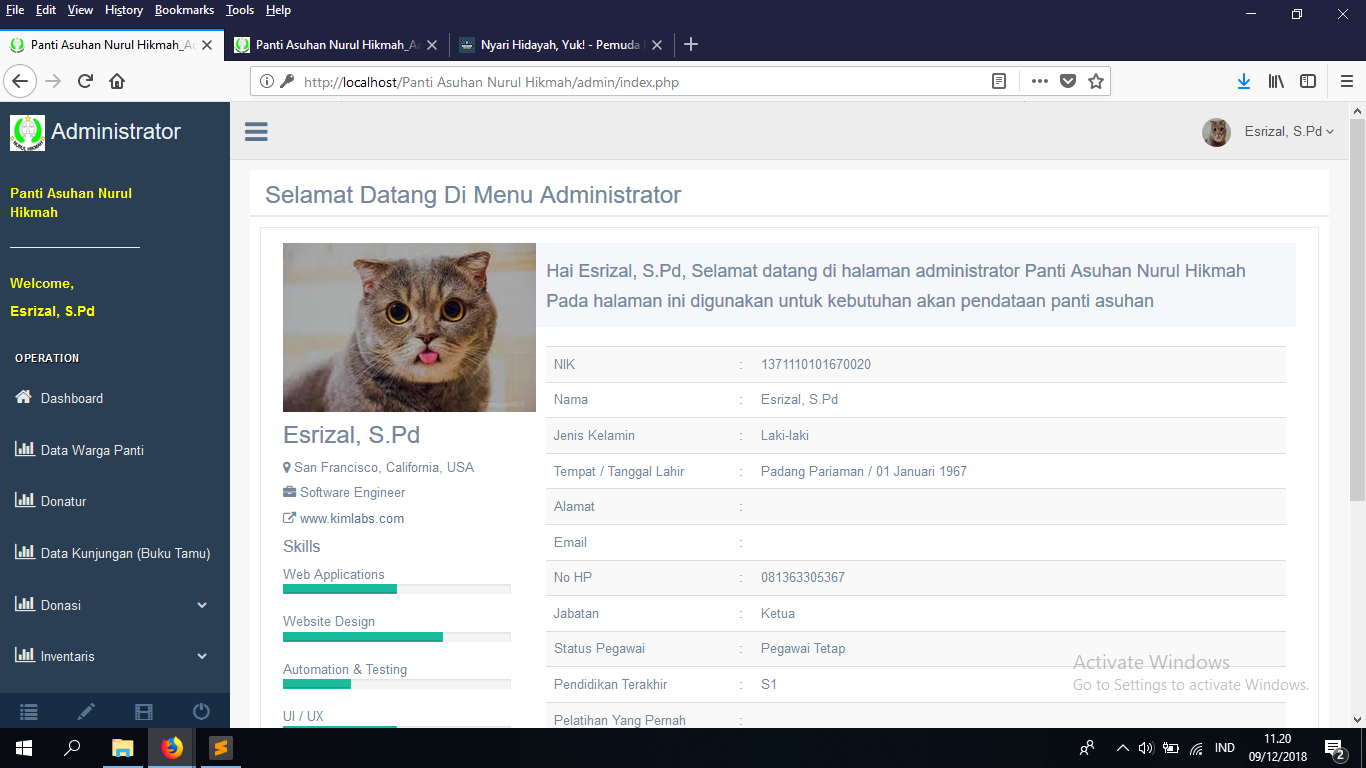 File Edit View History Bookmarks Tools Help
Panti Asuhan Nurul Hikmah_A
Panti Asuhan Nurul Hikmah_A
Nyari Hidayah, Yuk! - Pemuda
http://localhost/Panti Asuhan Nurul Hikmah/admin/index.php
Administrator
Esrizal, S.Pd
Panti Asuhan Nurul
Hikmah
Welcome,
Esrizal, S.Pd
OPERATION
Dashboard
Data Warga Panti
Donatur
Data Kunjungan (Buku Tamu)
Donasi
Inventaris
Selamat Datang Di Menu Administrator
Hai Esrizal, S.Pd, Selamat datang di halaman administrator Panti Asuhan Nurul Hikmah
Pada halaman ini digunakan untuk kebutuhan akan pendataan panti asuhan
Esrizal, S.Pd
San Francisco, California, USA
Software Engineer
www.kimlabs.com
Skills
Web Applications
Website Design
Automation & Testing
UI / UX
NIK : 1371110101670020
Nama : Esrizal, S.Pd
Jenis Kelamin : Laki-laki
Tempat / Tanggal Lahir : Padang Pariaman / 01 Januari 1967
Alamat :
Email :
No HP : 081363305367
Jabatan : Ketua
Status Pegawai : Pegawai Tetap
Pendidikan Terakhir : S1
Pelatihan Yang Pernah :
Activate Windows
Go to Settings to activate Windows.
IND
11.20
09/12/2018
2